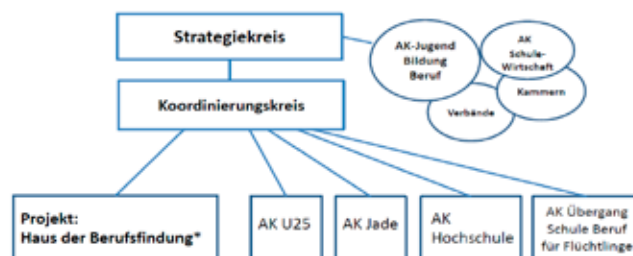 Strategiekreis
AK-Jugend
Bildung
Beruf
AK
Schule-
Wirtschaft
Kammern
Verbände
Koordinierungskreis
Projekt:
Haus der Berufsfindung*
AK U25
AK Jade
AK
Hochschule
AK Übergang
Schule Beruf
für Flüchtlinge